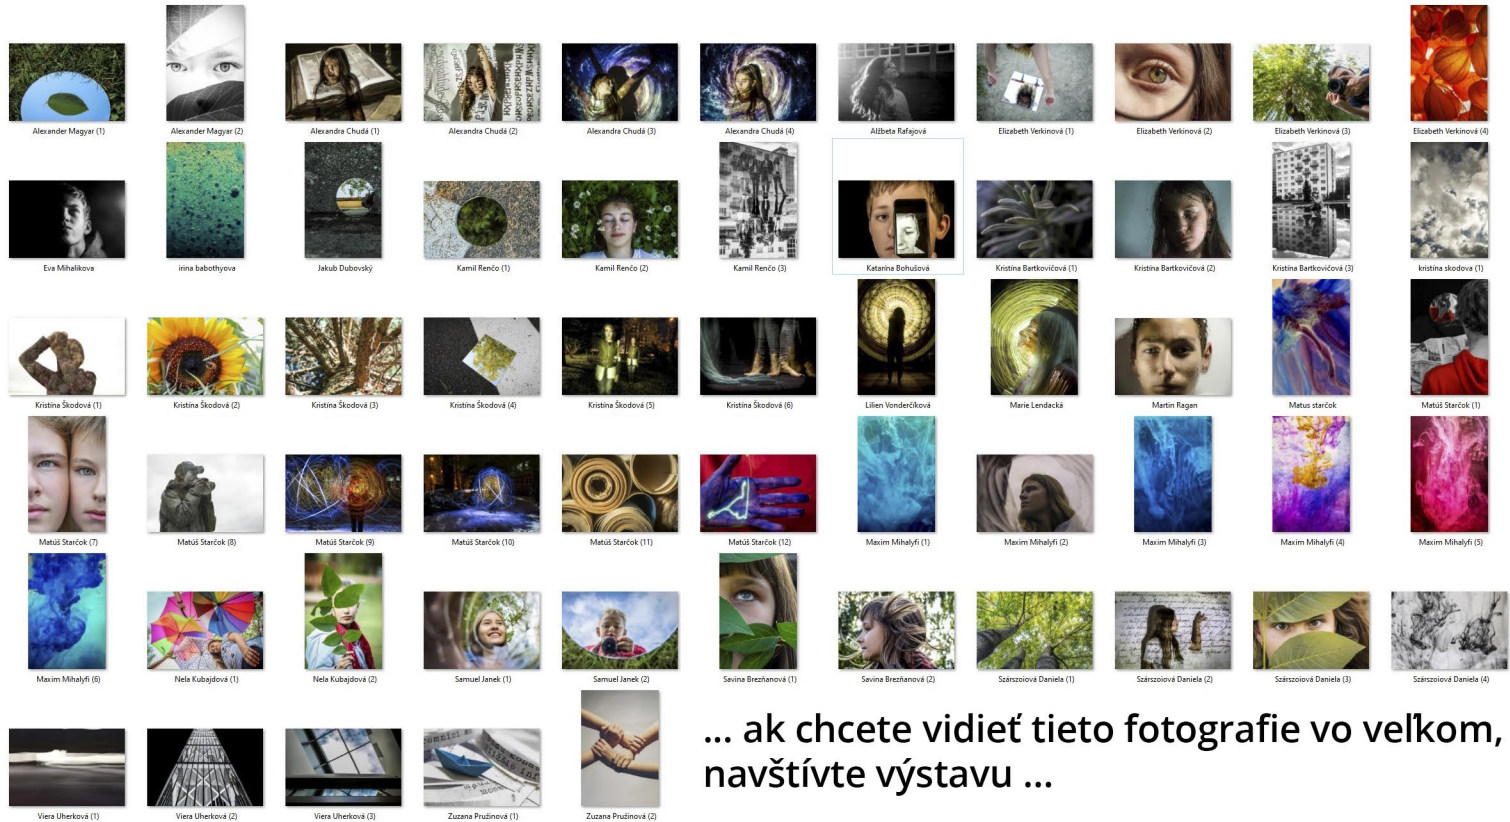 Alexander Magyar (1)
Alexander Magyar (2)
Alexandra Chudá (1)
Alexandra Chudá (2)
Alexandra Chudá (3)
Alexandra Chudá (4)
Alžbeta Rafajová
Elizabeth Verkinová (1)
Elizabeth Verkinová (2)
Elizabeth Verkinová (3)
Elizabeth Verkinová (4)
Eva Mihalikova
irina babothyova
Jakub Dubovský
Kamil Renčo (1)
Kamil Renčo (2)
Kamil Renčo (3)
Katarína Bohušová
Kristína Bartkovičová (1)
Kristína Bartkovičová (2)
Kristína Bartkovičová (3)
kristína skodova (1)
Kristína Škodová (1)
Kristína Škodová (2)
Kristína Škodová (3)
Kristína Škodová (4)
Kristína Škodová (5)
Kristína Škodová (6)
Lilien Vonderčíková
Marie Lendacká
Martin Ragan
Matus starčok
Matúš Starčok (1)
Matúš Starčok (7)
Matúš Starčok (8)
Matúš Starčok (9)
Matúš Starčok (10)
Matúš Starčok (11)
Matúš Starčok (12)
Maxim Mihalyfi (1)
Maxim Mihalyfi (2)
Maxim Mihalyfi (3)
Maxim Mihalyfi (4)
Maxim Mihalyfi (5)
Maxim Mihalyfi (6)
Nela Kubajdová (1)
Nela Kubajdová (2)
Samuel Janek (1)
Samuel Janek (2)
Savina Brezňanová (1)
Savina Brezňanová (2)
Szárszoiová Daniela (1)
Szárszoiová Daniela (2)
Szárszoiová Daniela (3)
Szárszoiová Daniela (4)
... ak chcete vidieť tieto fotografie vo veľkom,
navštívte výstavu ...
Viera Uherková (1)
Viera Uherková (2)
Viera Uherková (3)
Zuzana Pružinová (1)
Zuzana Pružinová (2)